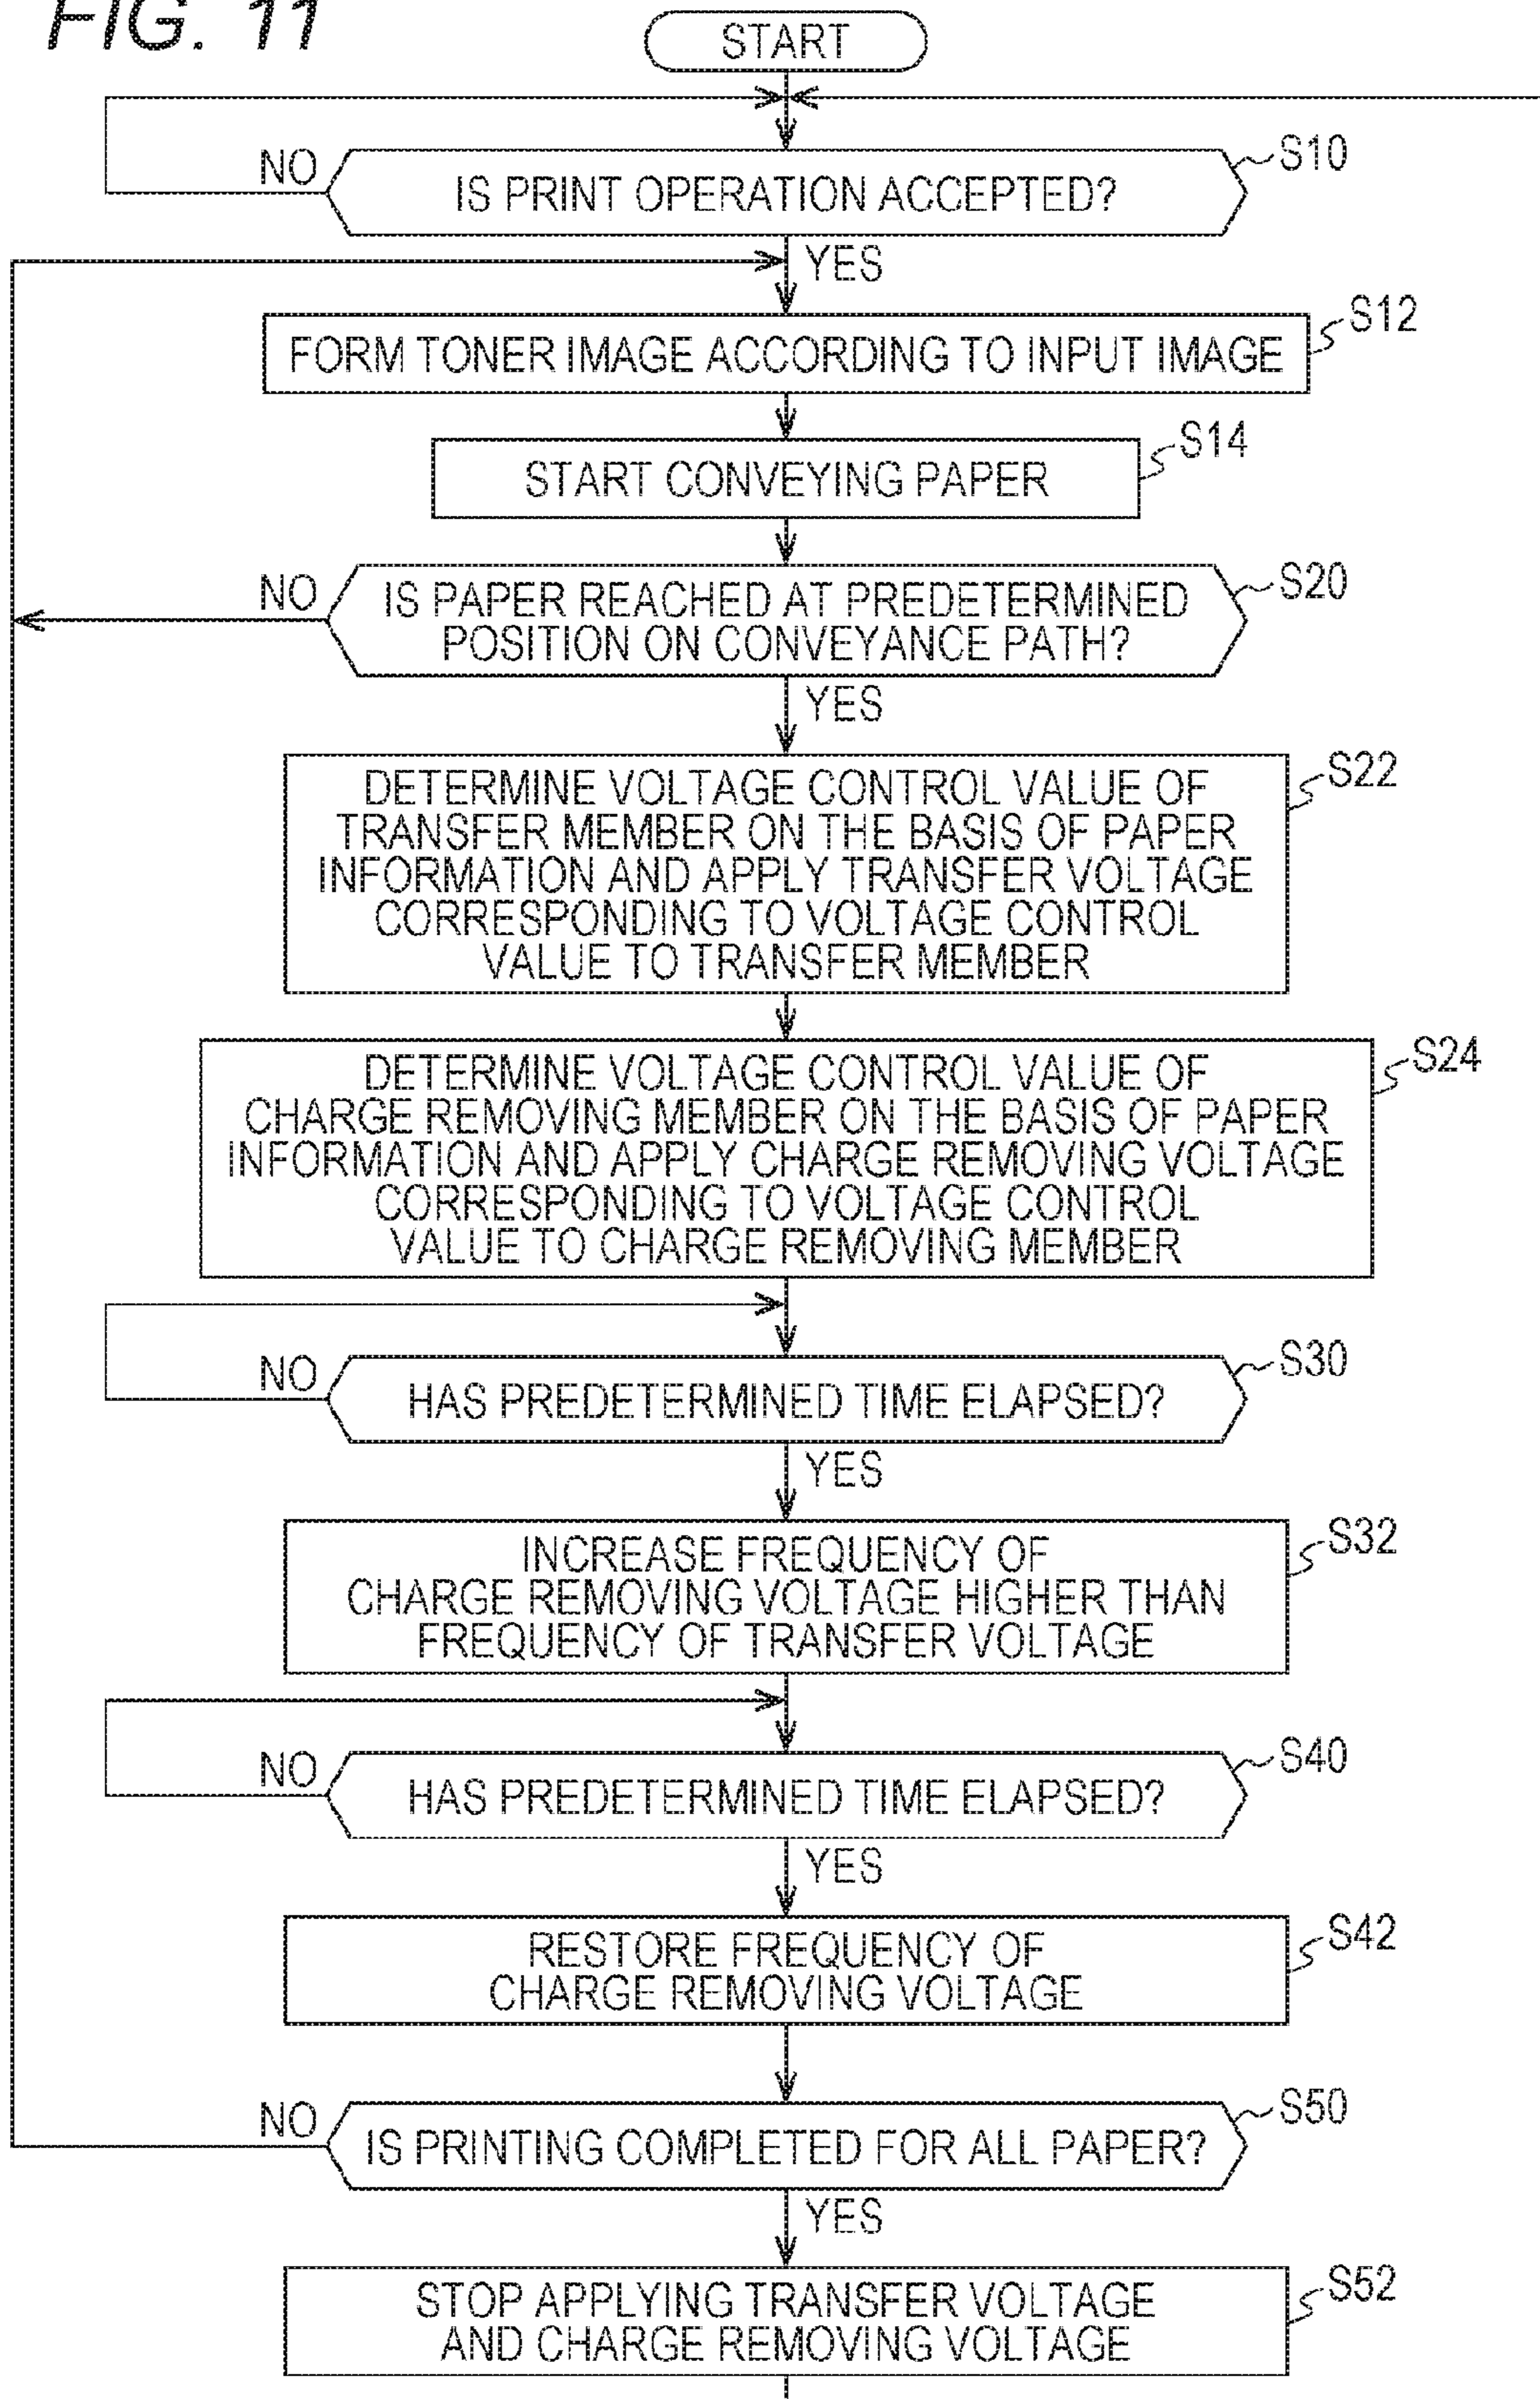 FIG. 11
START
NO
IS PRINT OPERATION ACCEPTED?
S10
YES
FORM TONER IMAGE ACCORDING TO INPUT IMAGE
S12
START CONVEYING PAPER
S14
NO
IS PAPER REACHED AT PREDETERMINED
POSITION ON CONVEYANCE PATH?
S20
YES
DETERMINE VOLTAGE CONTROL VALUE OF
TRANSFER MEMBER ON THE BASIS OF PAPER
INFORMATION AND APPLY TRANSFER VOLTAGE
CORRESPONDING TO VOLTAGE CONTROL
VALUE TO TRANSFER MEMBER
S22
DETERMINE VOLTAGE CONTROL VALUE OF
CHARGE REMOVING MEMBER ON THE BASIS OF PAPER
INFORMATION AND APPLY CHARGE REMOVING VOLTAGE
CORRESPONDING TO VOLTAGE CONTROL
VALUE TO CHARGE REMOVING MEMBER
S24
NO
HAS PREDETERMINED TIME ELAPSED?
S30
YES
INCREASE FREQUENCY OF
CHARGE REMOVING VOLTAGE HIGHER THAN
FREQUENCY OF TRANSFER VOLTAGE
S32
NO
HAS PREDETERMINED TIME ELAPSED?
S40
YES
RESTORE FREQUENCY OF
CHARGE REMOVING VOLTAGE
S42
NO
IS PRINTING COMPLETED FOR ALL PAPER?
S50
YES
STOP APPLYING TRANSFER VOLTAGE
AND CHARGE REMOVING VOLTAGE
S52